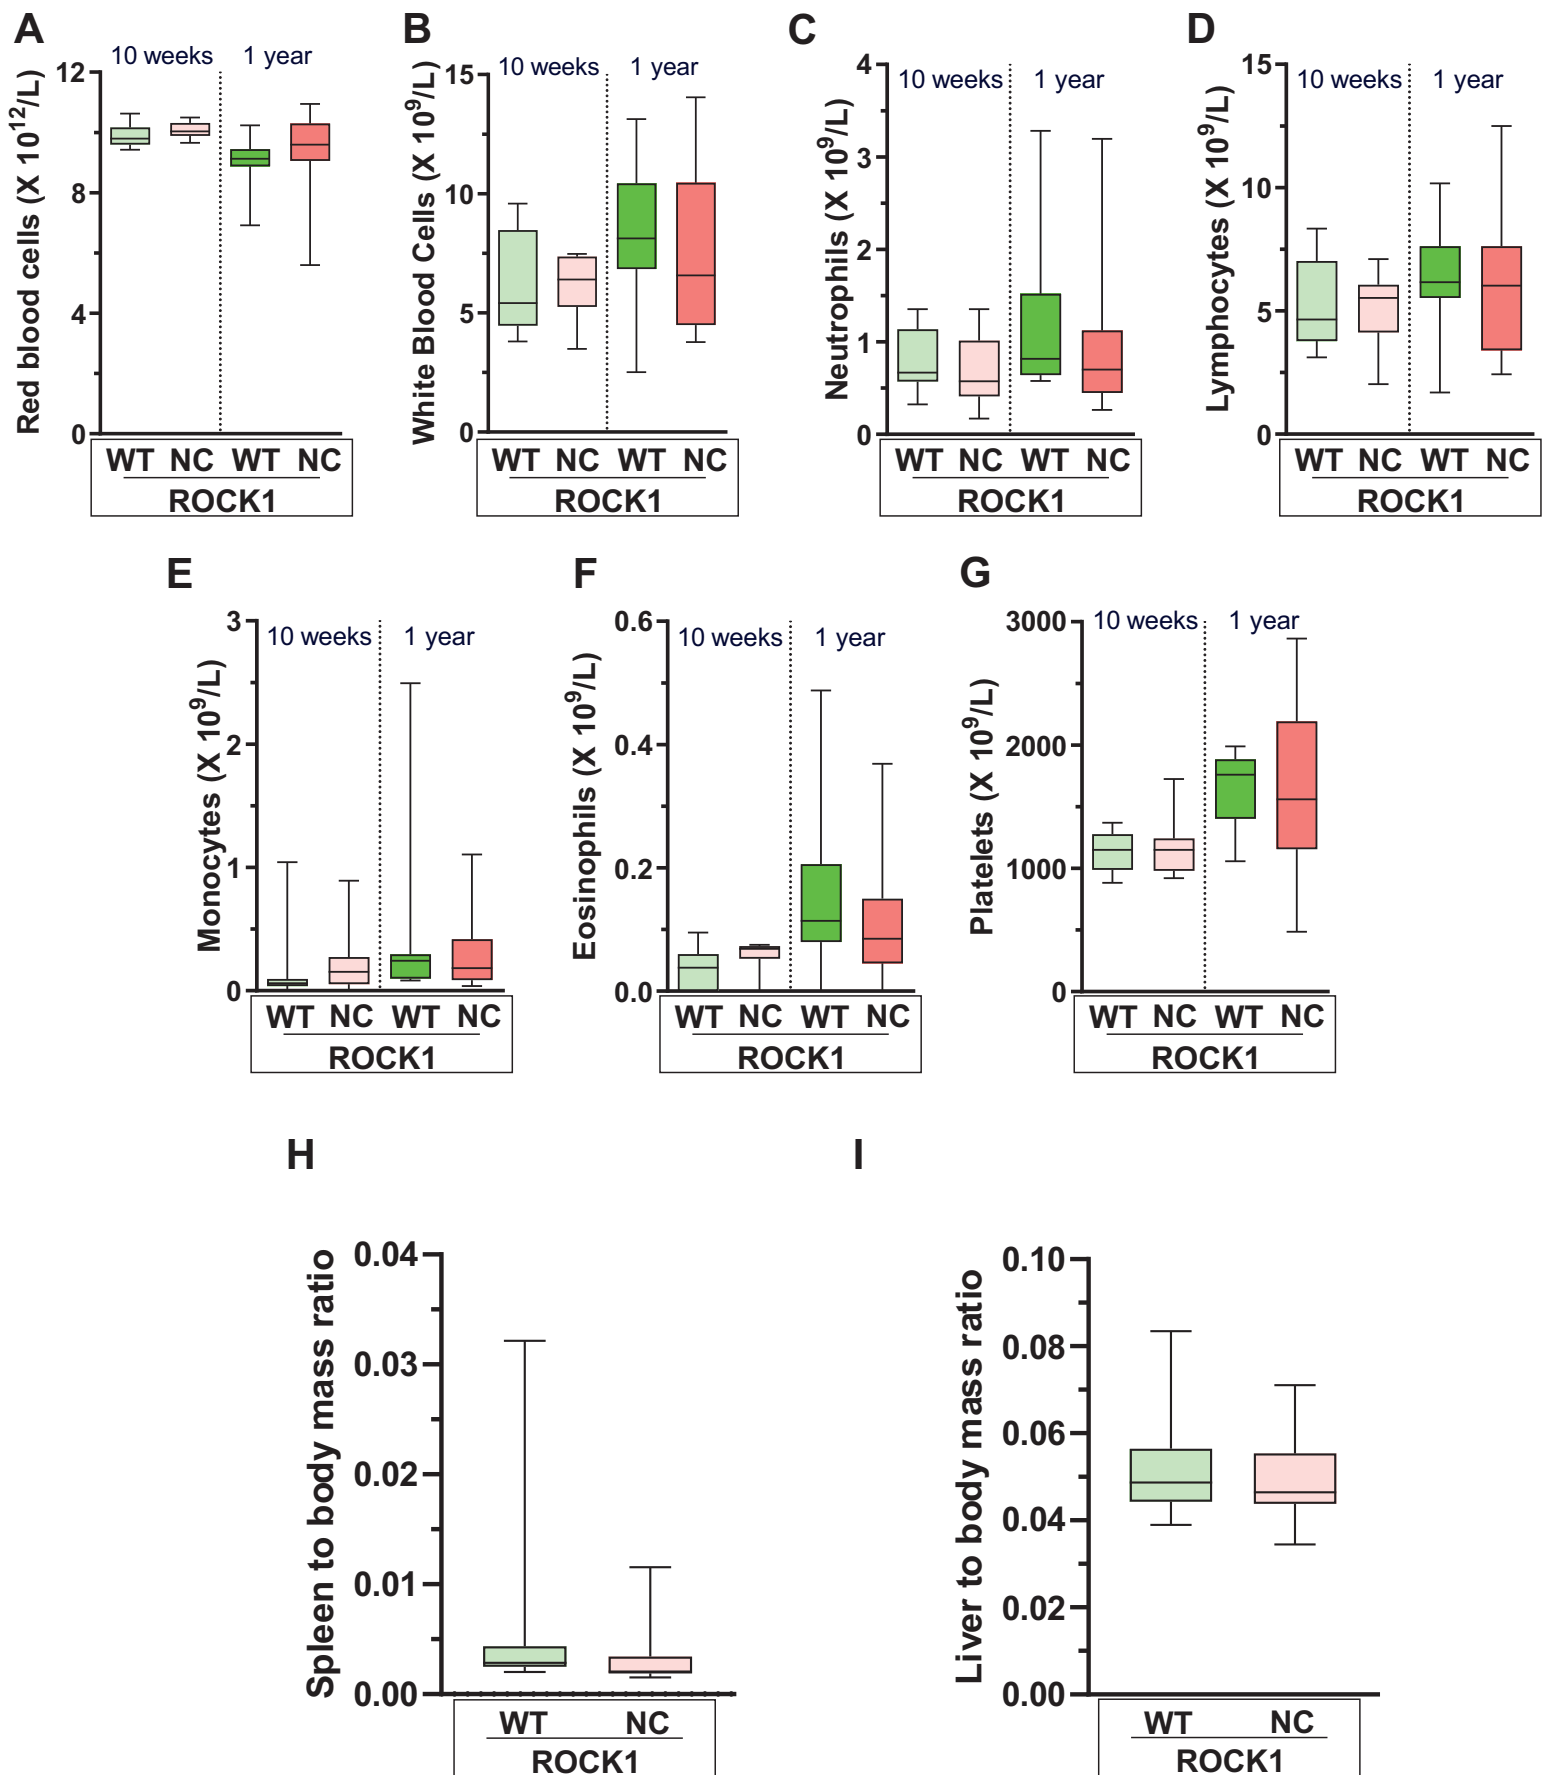 A
Red blood cells (X 10¹²/L)
12
8
4
0
10 weeks
1 year
WT NC WT NC
ROCK1
B
White Blood Cells (X 10⁹/L)
15
10
5
0
10 weeks
1 year
WT NC WT NC
ROCK1
C
Neutrophils (X 10⁹/L)
4
3
2
1
0
10 weeks
1 year
WT NC WT NC
ROCK1
D
Lymphocytes (X 10⁹/L)
15
10
5
0
10 weeks
1 year
WT NC WT NC
ROCK1
E
Monocytes (X 10⁹/L)
3
2
1
0
10 weeks
1 year
WT NC WT NC
ROCK1
F
Eosinophils (X 10⁹/L)
0.6
0.4
0.2
0.0
10 weeks
1 year
WT NC WT NC
ROCK1
G
Platelets (X 10⁹/L)
3000
2000
1000
0
10 weeks
1 year
WT NC WT NC
ROCK1
H
Spleen to body mass ratio
0.04
0.03
0.02
0.01
0.00
WT NC
ROCK1
I
Liver to body mass ratio
0.10
0.08
0.06
0.04
0.02
0.00
WT NC
ROCK1